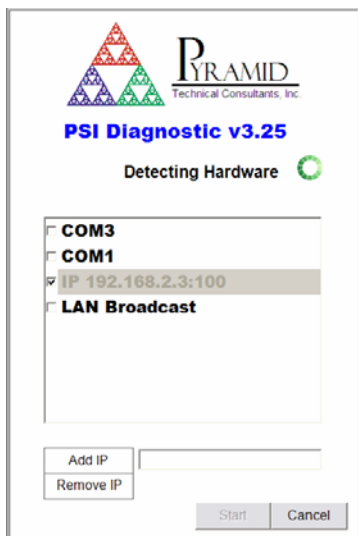 PYRAMID
Technical Consultants, Inc.
PSI Diagnostic v3.25
Detecting Hardware
COM3
COM1
IP 192.168.2.3:100
LAN Broadcast
Add IP
Remove IP
Start Cancel